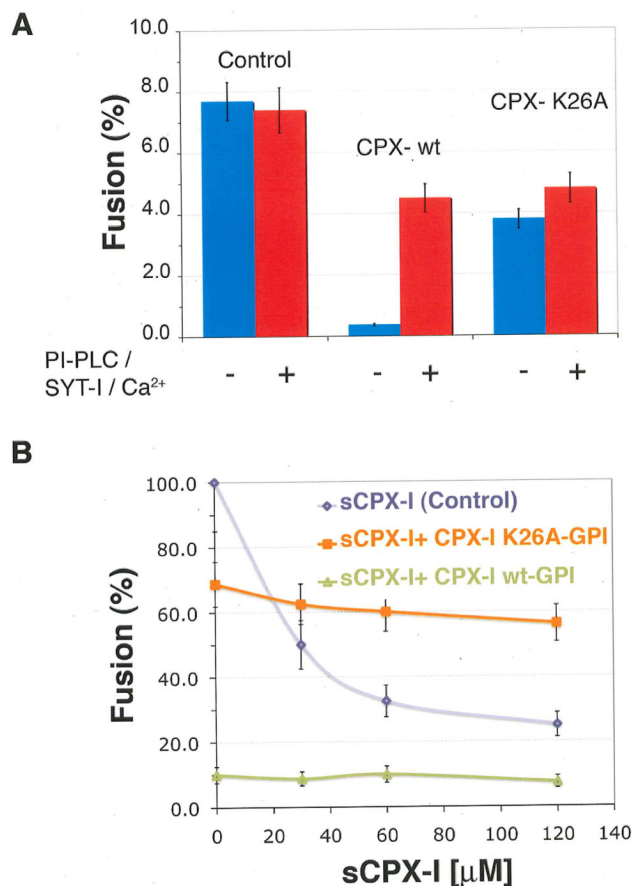 A
Fusion (%)
8.0
6.0
4.0
2.0
0.0
Control
CPX- wt
CPX- K26A
PI-PLC /
SYT-I / Ca²⁺
- + - + - +
B
Fusion (%)
100.0
80.0
60.0
40.0
20.0
0.0
sCPX-I (Control)
sCPX-I+ CPX-I K26A-GPI
sCPX-I+ CPX-I wt-GPI
0 20 40 60 80 100 120 140
sCPX-I [µM]